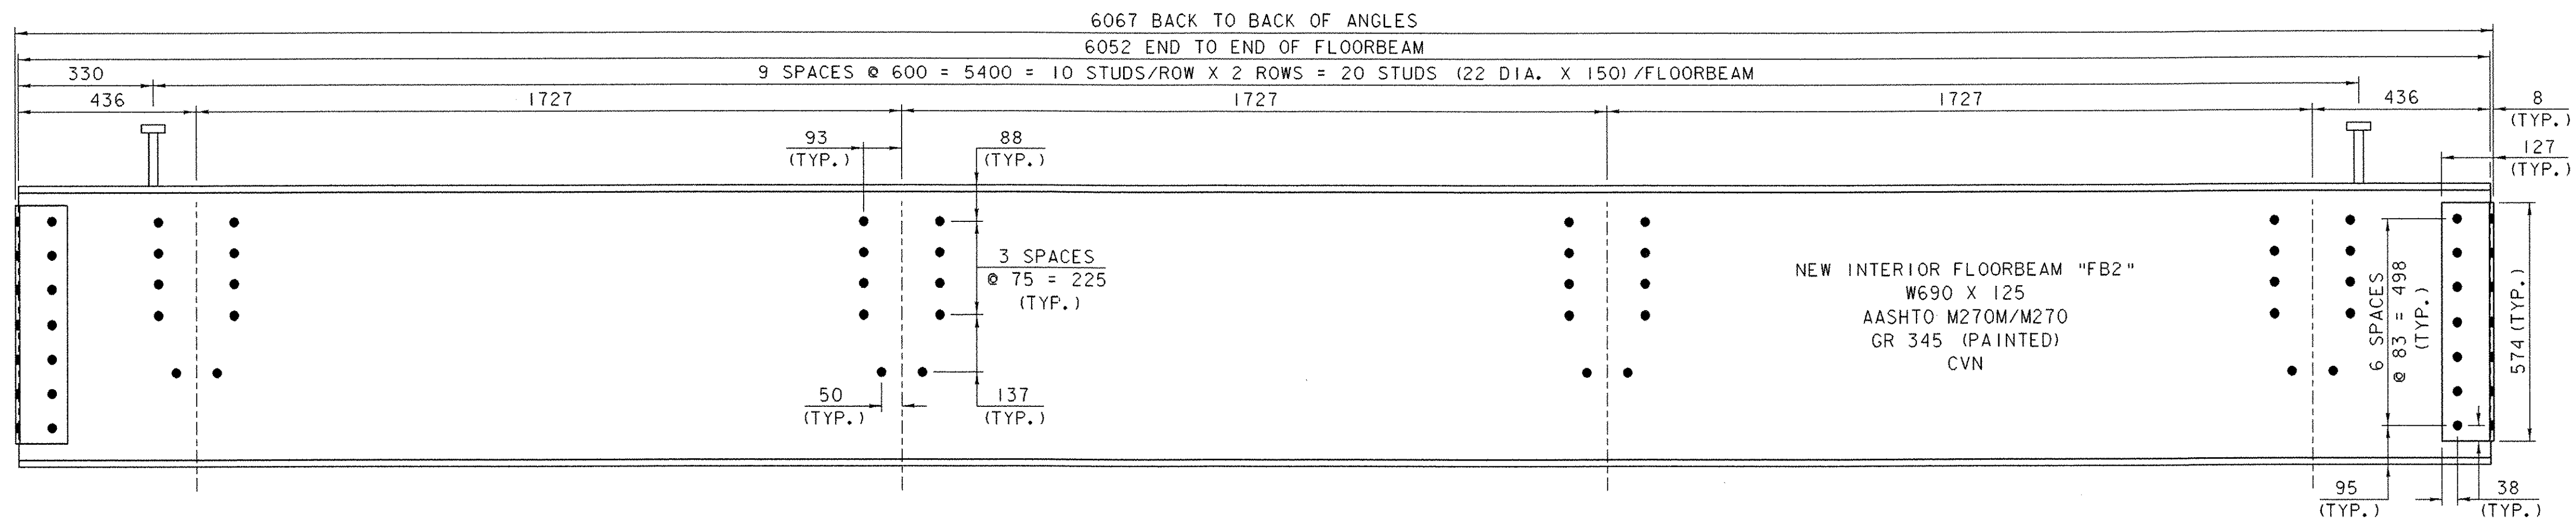 6067 BACK TO BACK OF ANGLES
6052 END TO END OF FLOORBEAM
330
9 SPACES @ 600 = 5400 = 10 STUDS/ROW X 2 ROWS = 20 STUDS (22 DIA. X 150)/FLOORBEAM
436
1727
1727
1727
436
8
(TYP.)
93
(TYP.)
88
(TYP.)
127
(TYP.)
3 SPACES
@ 75 = 225
(TYP.)
NEW INTERIOR FLOORBEAM "FB2"
W690 X 125
AASHTO M270M/M270
GR 345 (PAINTED)
CVN
6 SPACES
@ 83 = 498
(TYP.)
574 (TYP.)
50
(TYP.)
137
(TYP.)
95
(TYP.)
38
(TYP.)